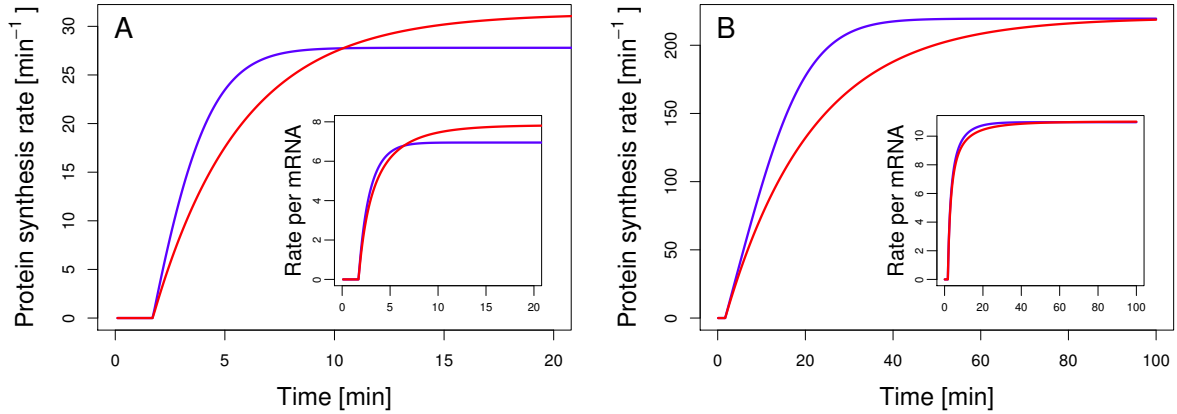 A
Protein synthesis rate [min⁻¹]
0 5 10 15 20 25 30
0 5 10 15 20
Time [min]
Rate per mRNA
0 2 4 6 8
0 5 10 15 20
B
Protein synthesis rate [min⁻¹]
0 50 100 150 200
0 20 40 60 80 100
Time [min]
Rate per mRNA
0 2 4 6 8 10
0 20 40 60 80 100